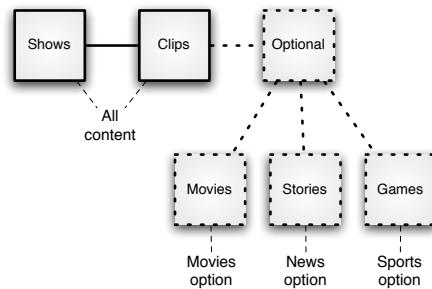 Shows
Clips
Optional
All
content
Movies
Stories
Games
Movies
option
News
option
Sports
option